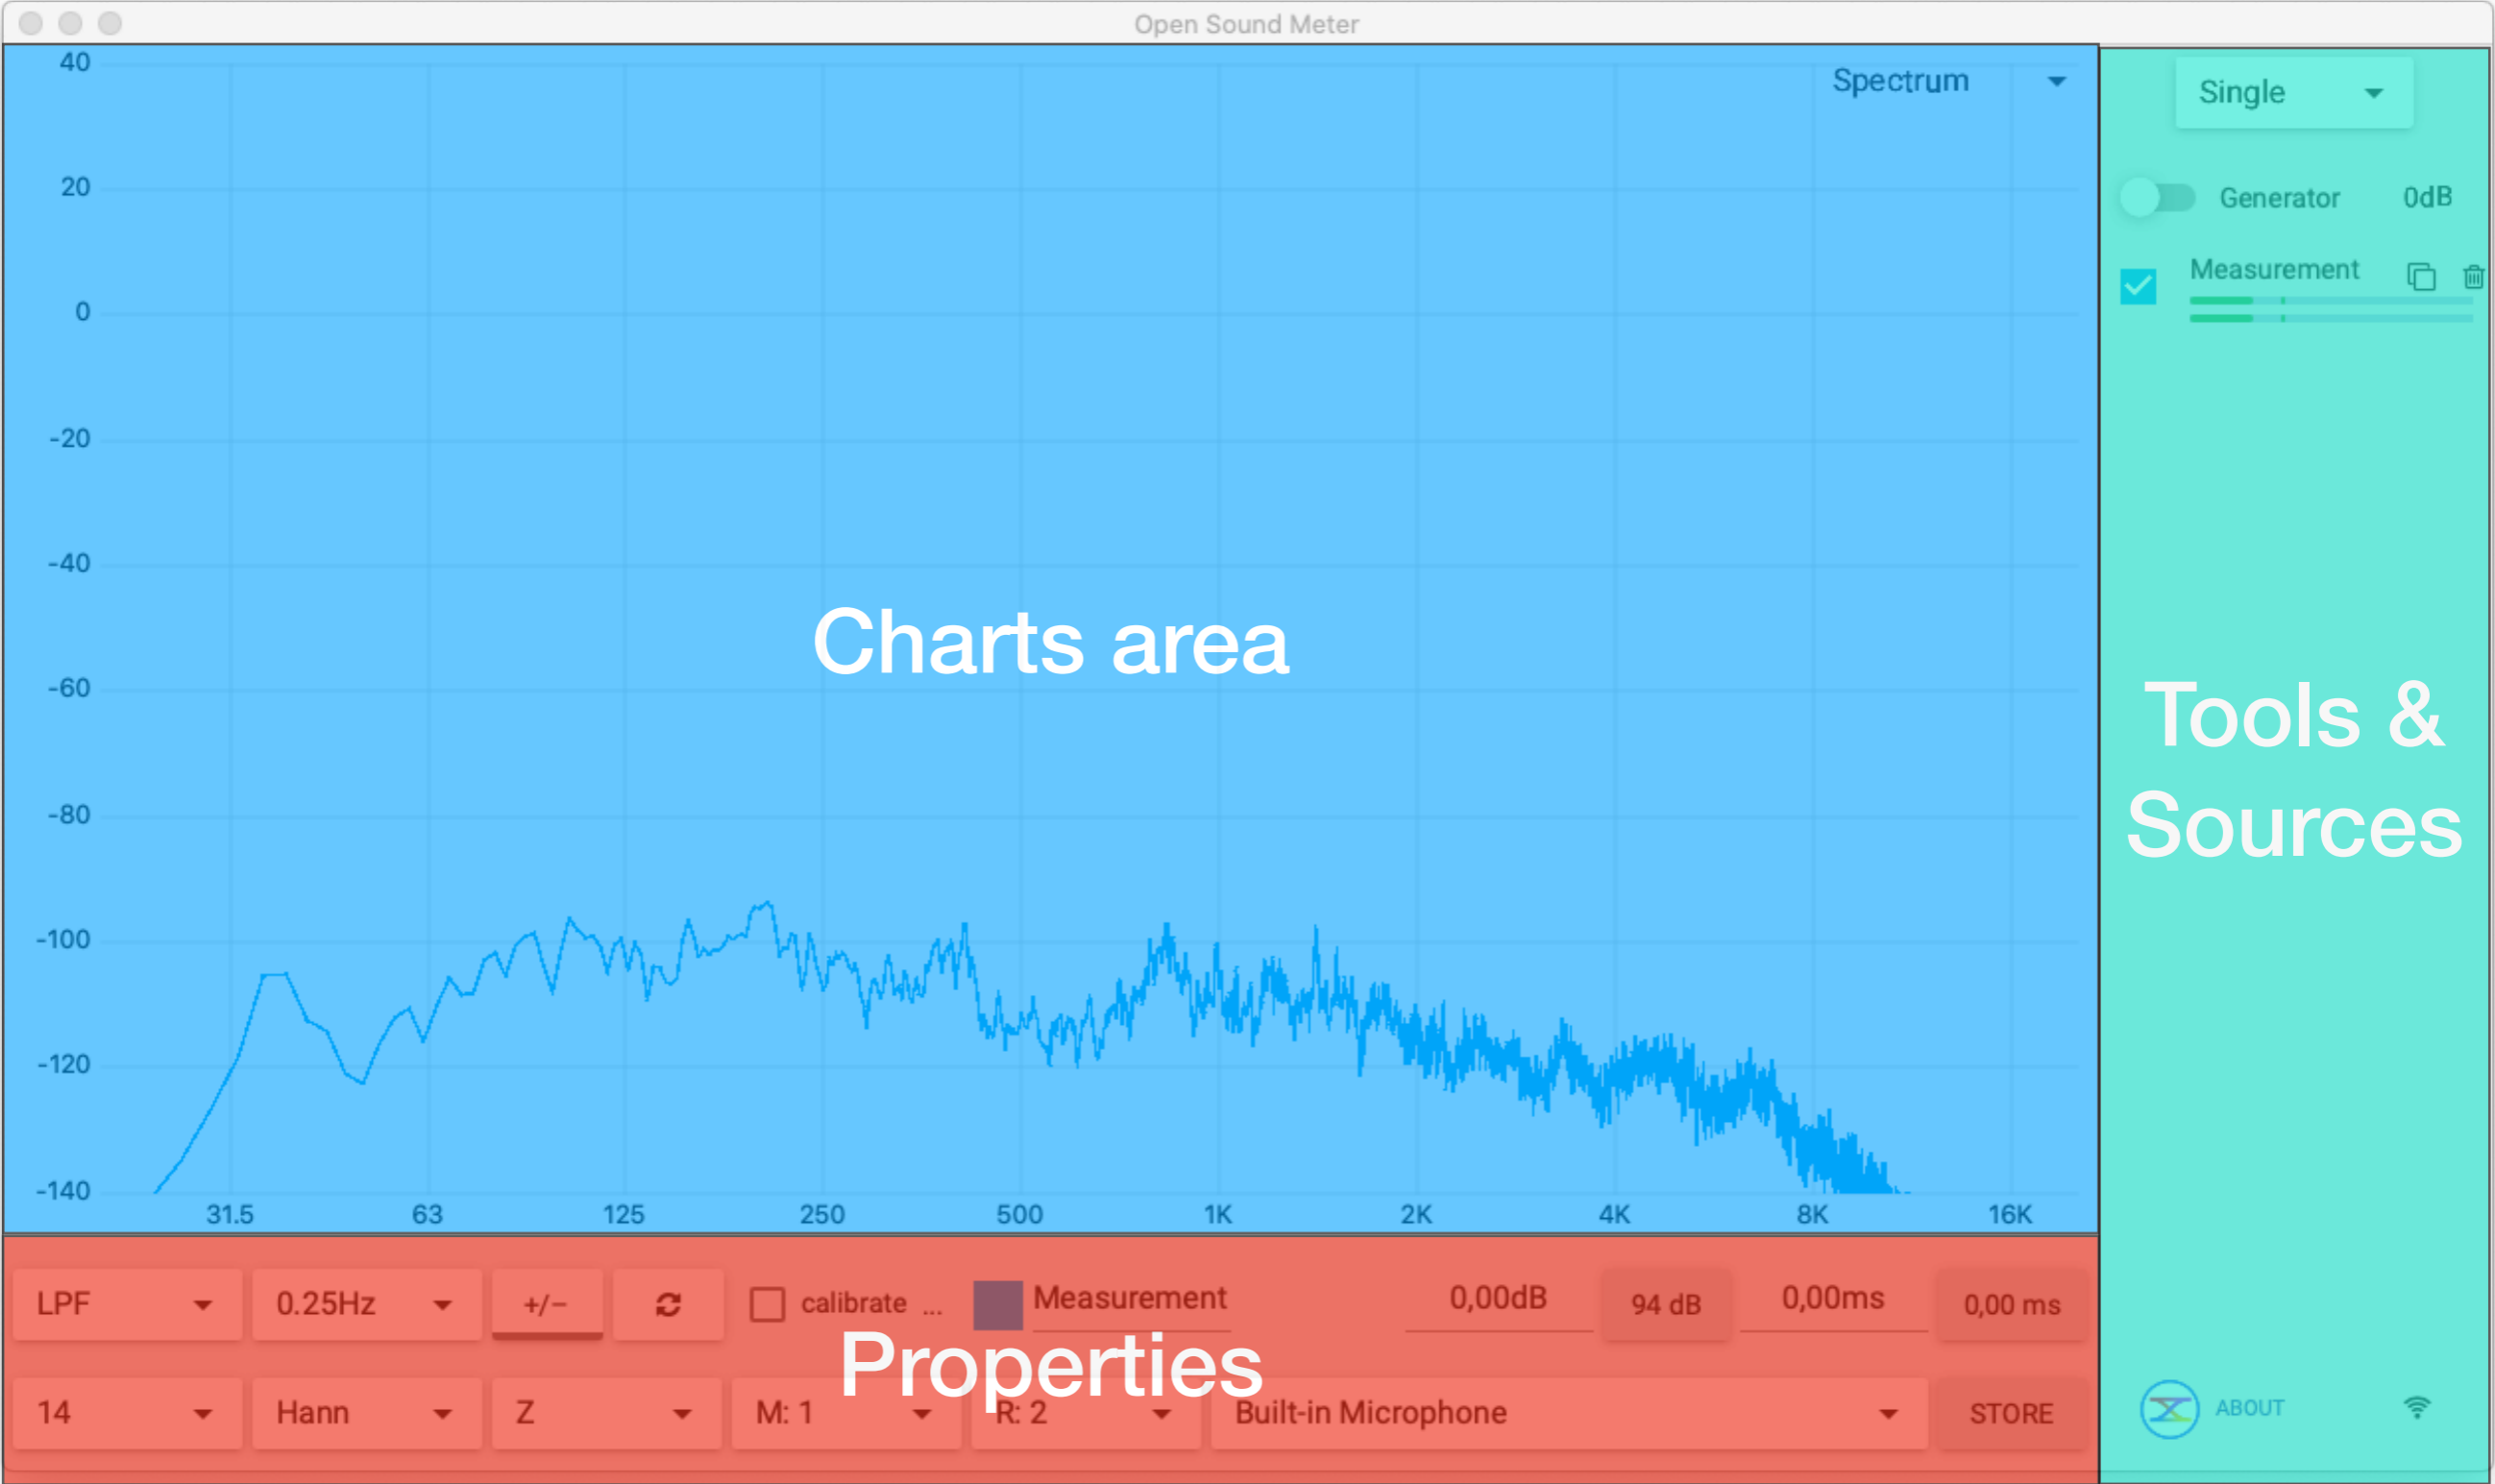 Open Sound Meter
40
Spectrum
20
0
-20
-40
-60
-80
-100
-120
-140
31.5 63 125 250 500 1K 2K 4K 8K 16K
Charts area
Single
Generator 0dB
Measurement
Tools &
Sources
ABOUT
LPF 0.25Hz +/− calibrate ... Measurement 0,00dB 94 dB 0,00ms 0,00 ms
Properties
14 Hann Z M: 1 R: 2 Built-in Microphone STORE